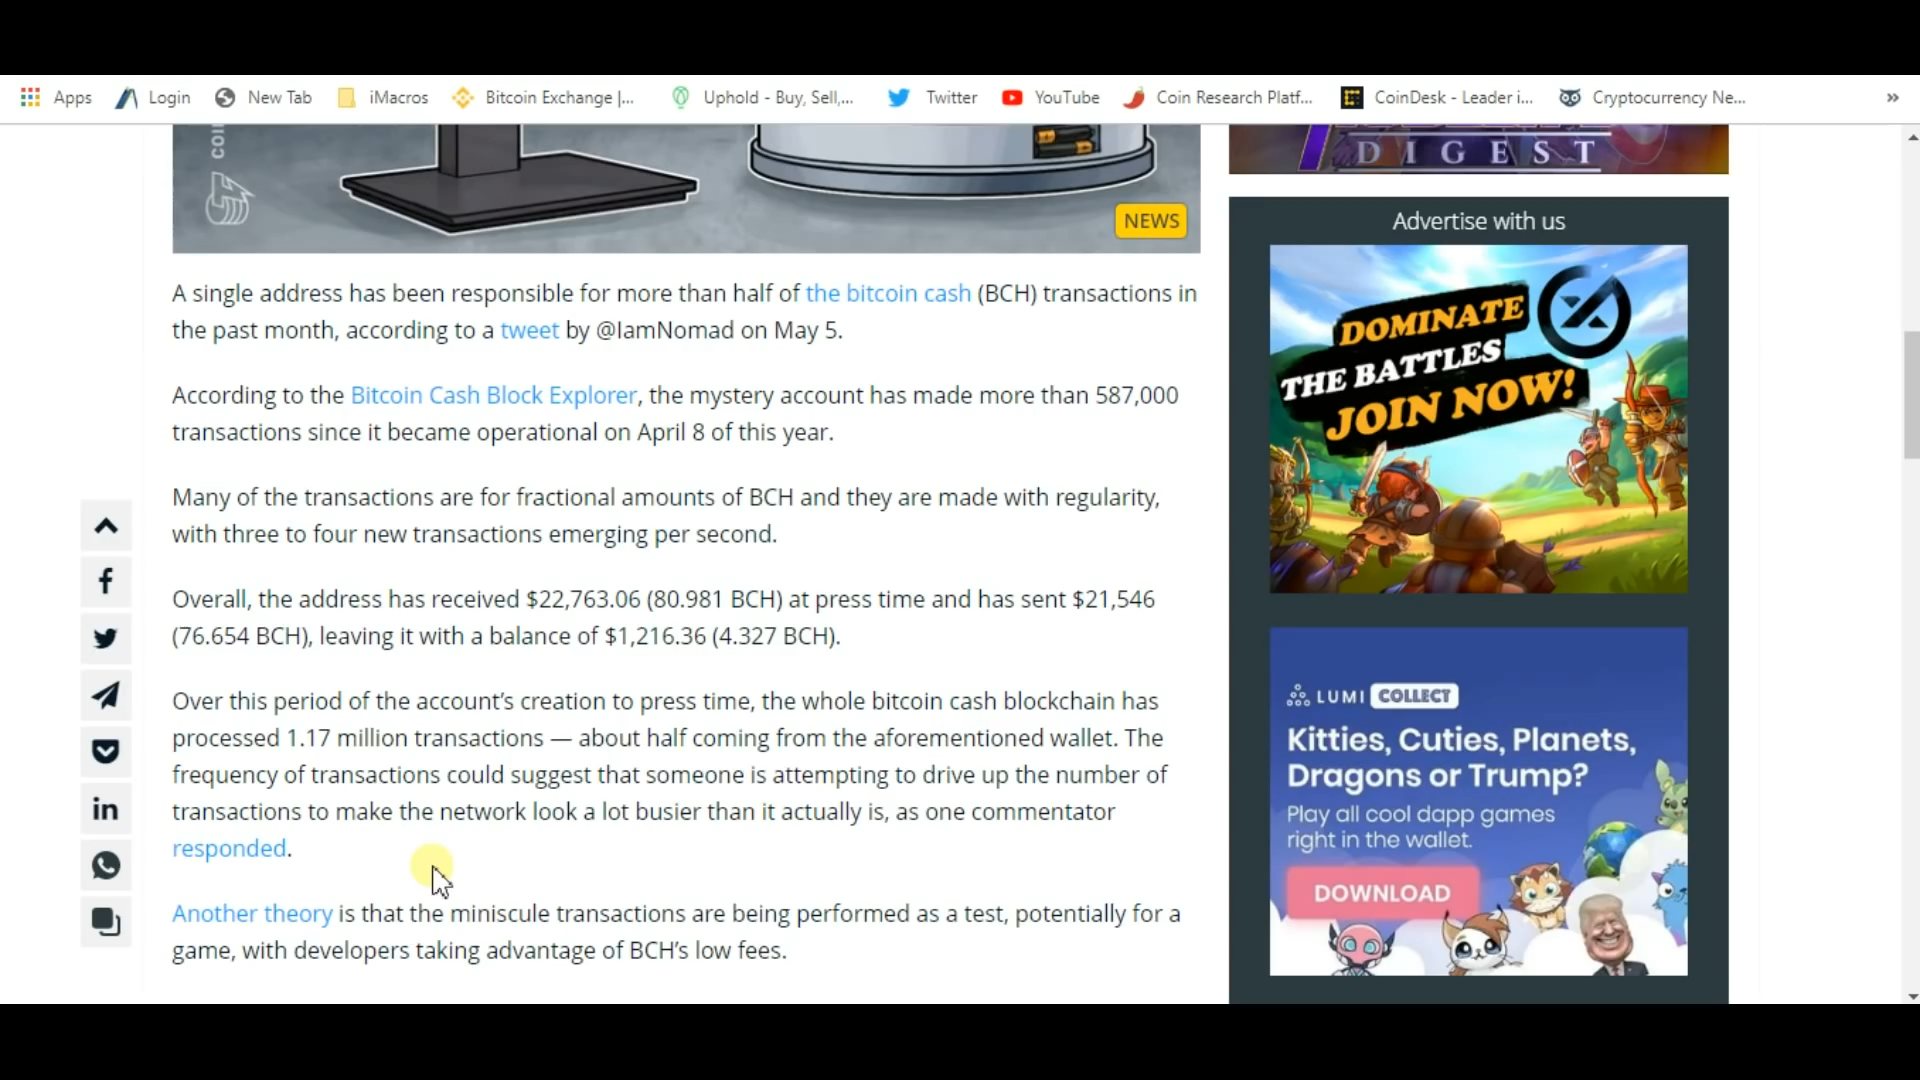 Apps Login New Tab iMacros Bitcoin Exchange |... Uphold - Buy, Sell,... Twitter YouTube Coin Research Platf... CoinDesk - Leader i... Cryptocurrency Ne... »
COI
NEWS
A single address has been responsible for more than half of the bitcoin cash (BCH) transactions in
the past month, according to a tweet by @IamNomad on May 5.
According to the Bitcoin Cash Block Explorer, the mystery account has made more than 587,000
transactions since it became operational on April 8 of this year.
Many of the transactions are for fractional amounts of BCH and they are made with regularity,
with three to four new transactions emerging per second.
Overall, the address has received $22,763.06 (80.981 BCH) at press time and has sent $21,546
(76.654 BCH), leaving it with a balance of $1,216.36 (4.327 BCH).
Over this period of the account’s creation to press time, the whole bitcoin cash blockchain has
processed 1.17 million transactions — about half coming from the aforementioned wallet. The
frequency of transactions could suggest that someone is attempting to drive up the number of
transactions to make the network look a lot busier than it actually is, as one commentator
responded.
Another theory is that the miniscule transactions are being performed as a test, potentially for a
game, with developers taking advantage of BCH’s low fees.
DIGEST
Advertise with us
DOMINATE
THE BATTLES
JOIN NOW!
LUMI COLLECT
Kitties, Cuties, Planets,
Dragons or Trump?
Play all cool dapp games
right in the wallet.
DOWNLOAD